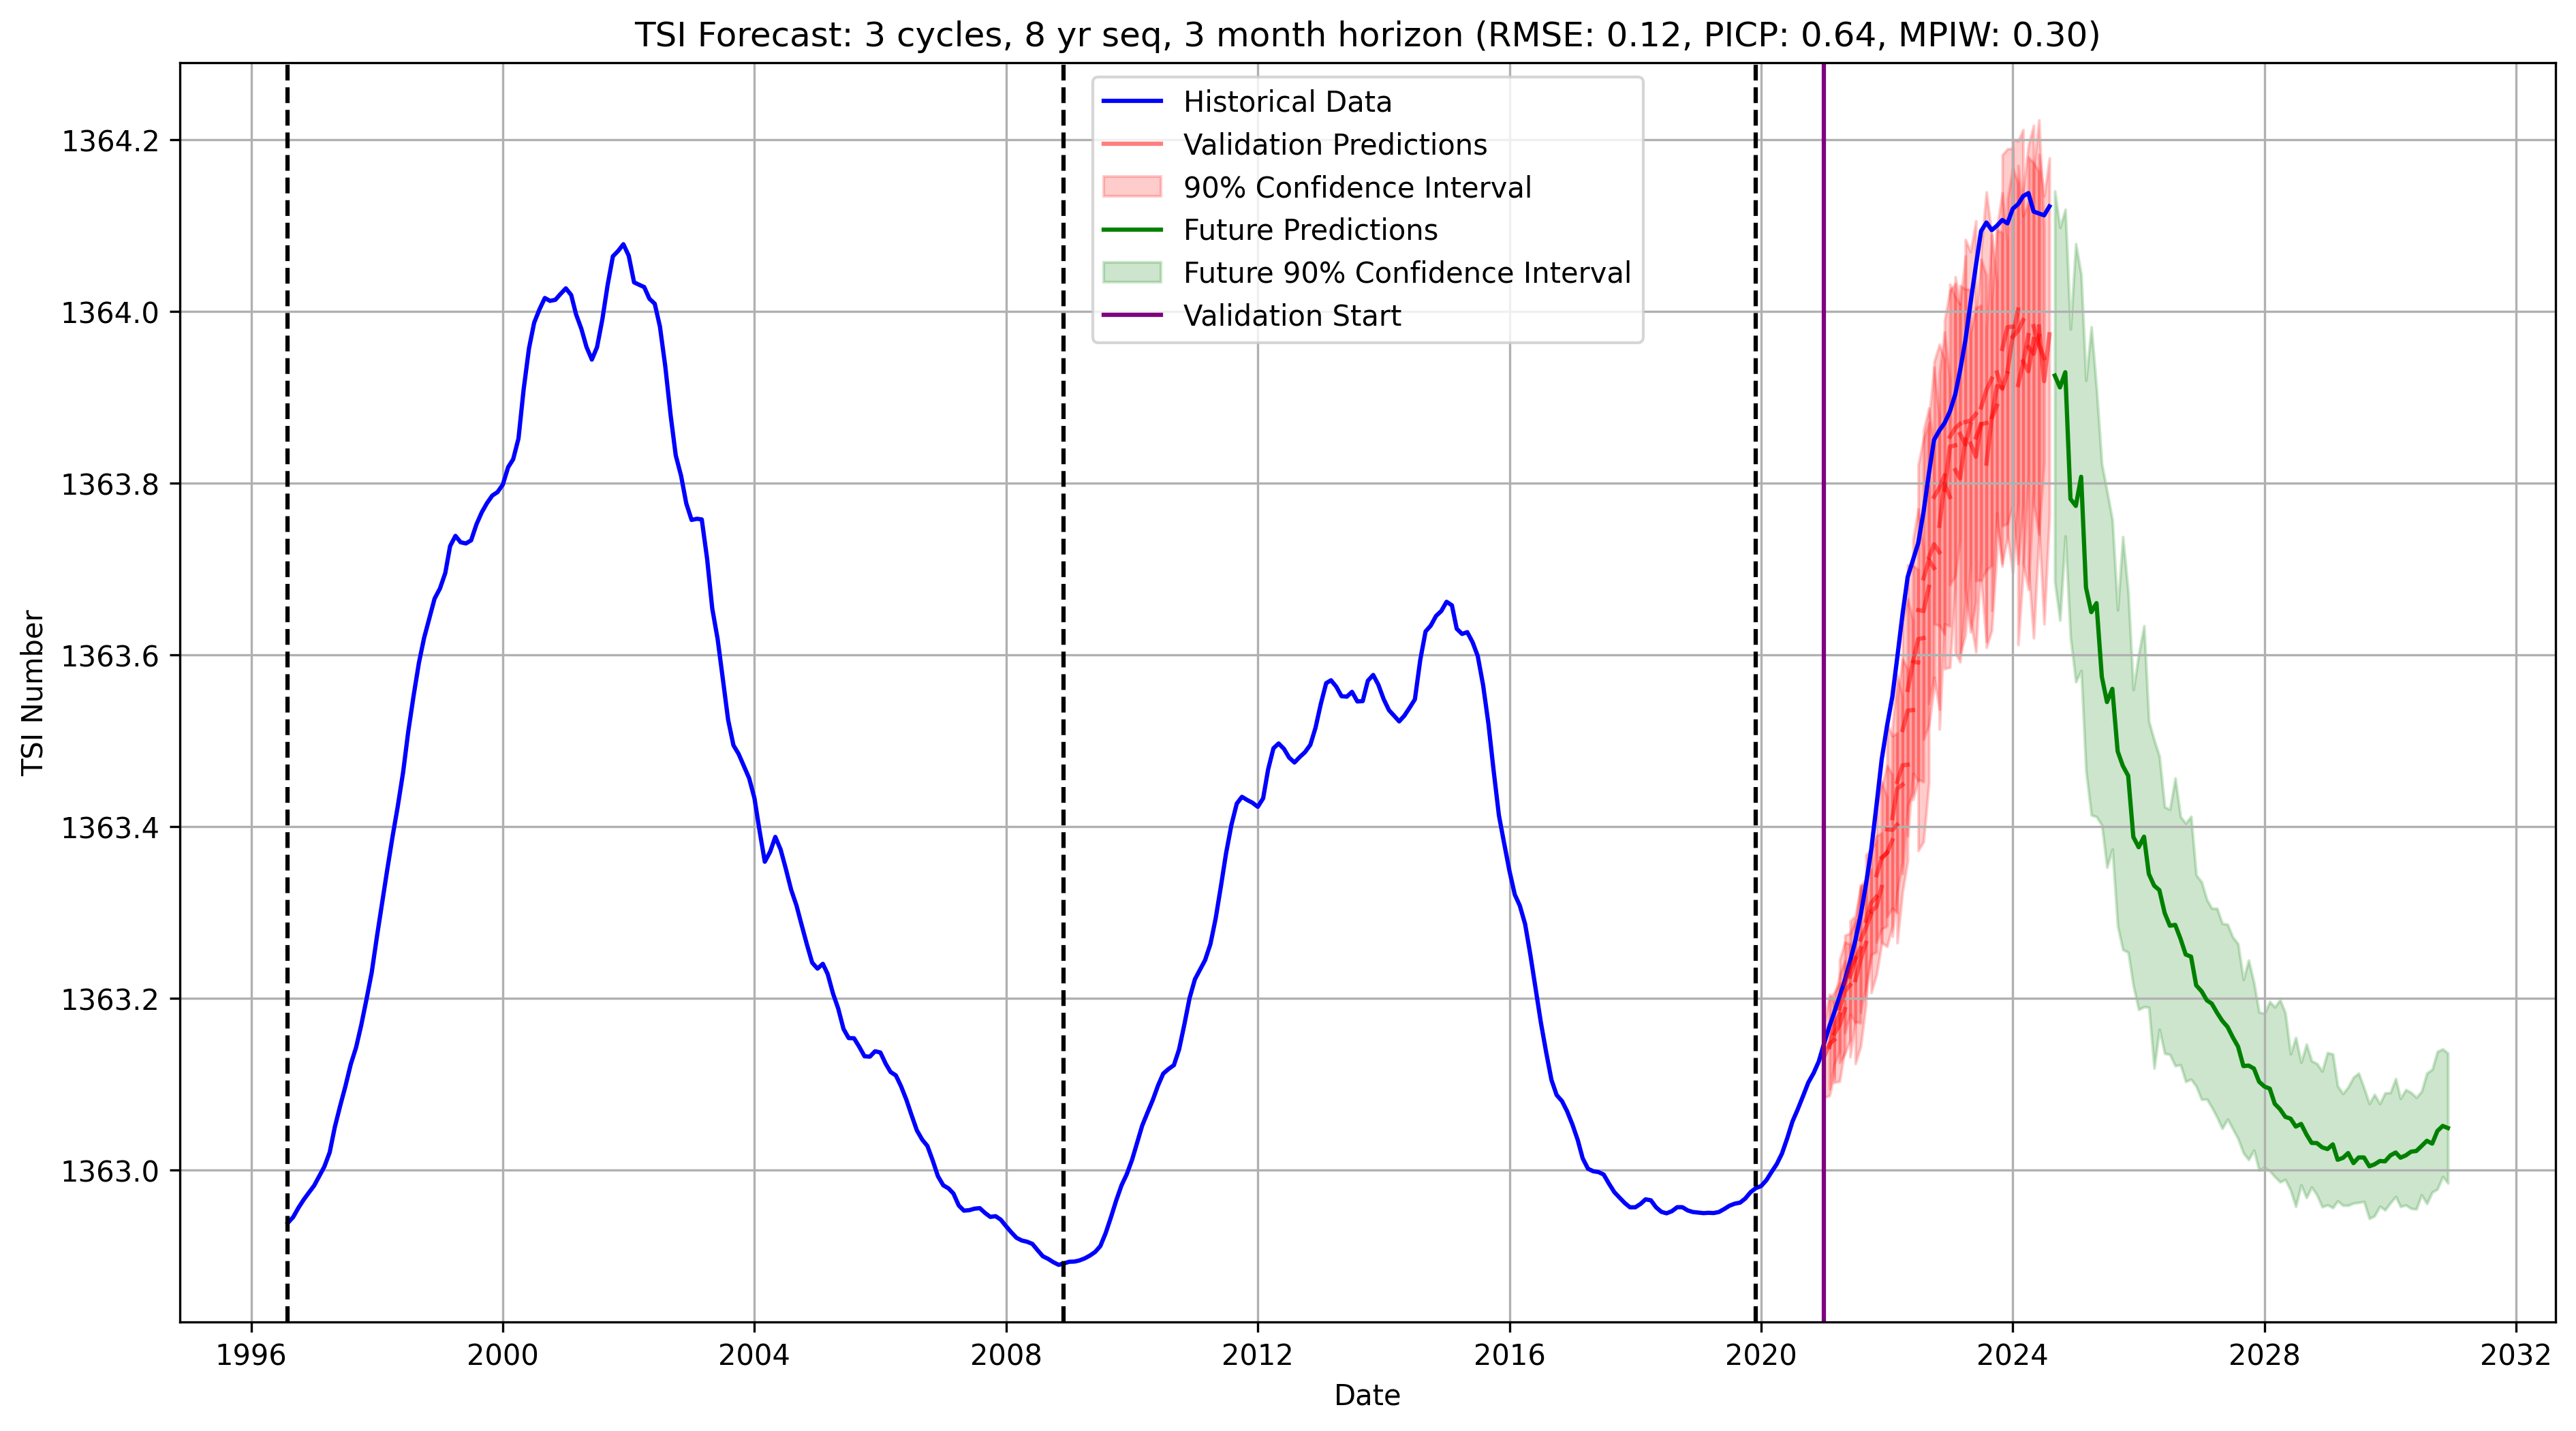 TSI Forecast: 3 cycles, 8 yr seq, 3 month horizon (RMSE: 0.12, PICP: 0.64, MPIW: 0.30)
Historical Data
Validation Predictions
90% Confidence Interval
Future Predictions
Future 90% Confidence Interval
Validation Start
TSI Number
1364.2
1364.0
1363.8
1363.6
1363.4
1363.2
1363.0
1996 2000 2004 2008 2012 2016 2020 2024 2028 2032
Date